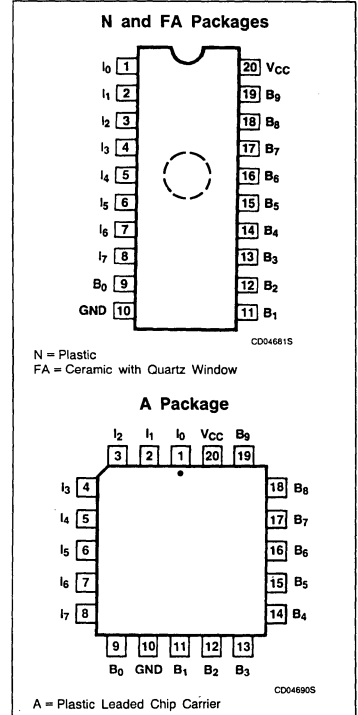 N and FA Packages
I0 1 20 VCC
I1 2 19 B9
I2 3 18 B8
I3 4 17 B7
I4 5 16 B6
I5 6 15 B5
I6 7 14 B4
I7 8 13 B3
B0 9 12 B2
GND 10 11 B1
CD04681S
N = Plastic
FA = Ceramic with Quartz Window
A Package
I2 I1 I0 VCC B9
3 2 1 20 19
I3 4 18 B8
I4 5 17 B7
I5 6 16 B6
I6 7 15 B5
I7 8 14 B4
9 10 11 12 13
B0 GND B1 B2 B3
CD04690S
A = Plastic Leaded Chip Carrier